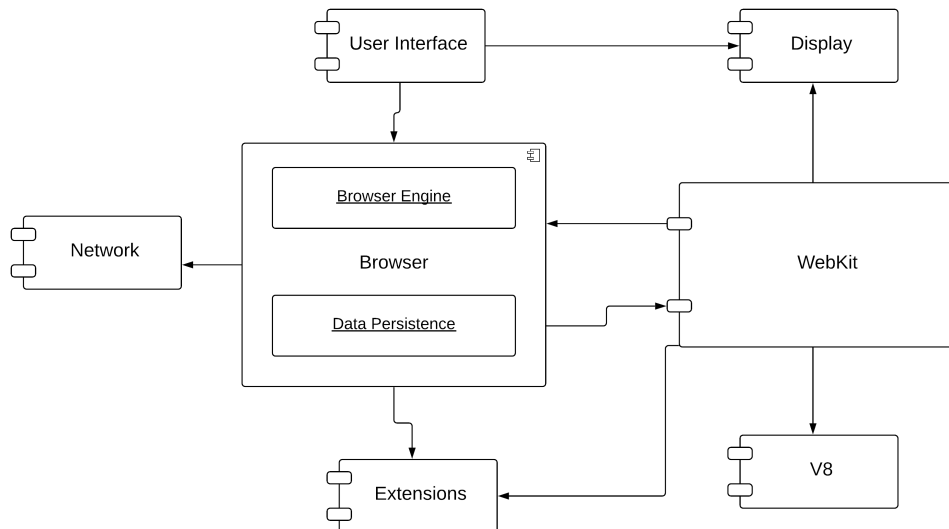 User Interface
Display
Browser Engine
Network
Browser
WebKit
Data Persistence
V8
Extensions